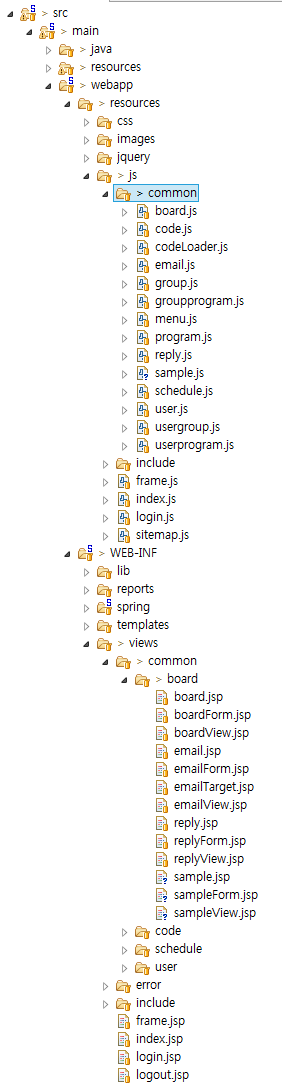 > src
> main
> java
> resources
> webapp
> resources
css
images
jquery
> js
> common
board.js
code.js
codeLoader.js
email.js
group.js
groupprogram.js
menu.js
program.js
reply.js
sample.js
schedule.js
user.js
usergroup.js
userprogram.js
include
frame.js
index.js
login.js
sitemap.js
> WEB-INF
lib
reports
spring
templates
> views
> common
> board
board.jsp
boardForm.jsp
boardView.jsp
email.jsp
emailForm.jsp
emailTarget.jsp
emailView.jsp
reply.jsp
replyForm.jsp
replyView.jsp
sample.jsp
sampleForm.jsp
sampleView.jsp
code
schedule
user
error
include
frame.jsp
index.jsp
login.jsp
logout.jsp